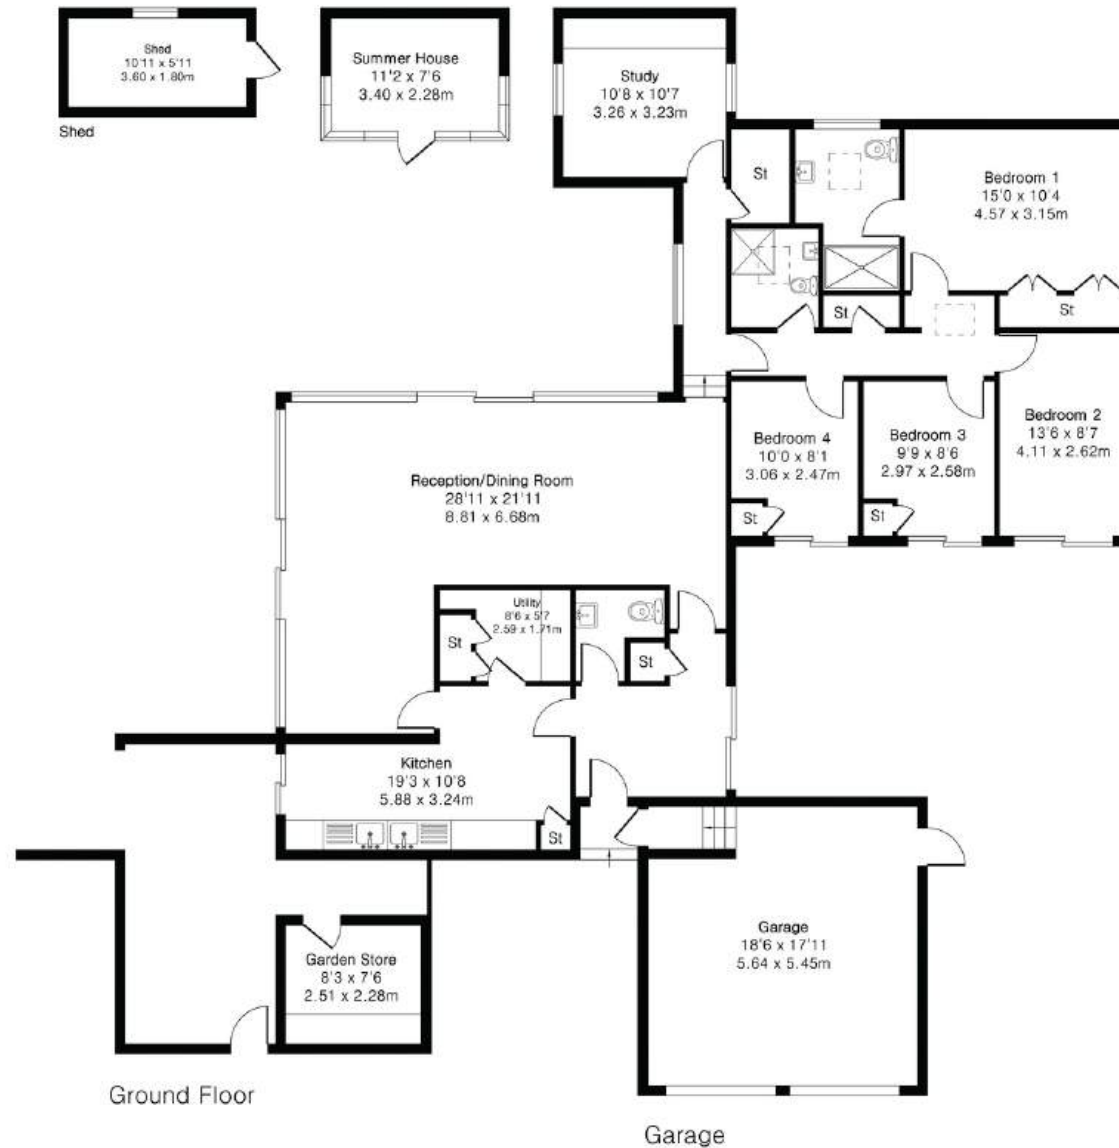 Shed
10'11 x 5'11
3.60 x 1.80m
Shed
Summer House
11'2 x 7'6
3.40 x 2.28m
Study
10'8 x 10'7
3.26 x 3.23m
St
Bedroom 1
15'0 x 10'4
4.57 x 3.15m
St
St
Bedroom 4
10'0 x 8'1
3.06 x 2.47m
St
Bedroom 3
9'9 x 8'6
2.97 x 2.58m
St
Bedroom 2
13'6 x 8'7
4.11 x 2.62m
Reception/Dining Room
28'11 x 21'11
8.81 x 6.68m
Utility
8'6 x 5'7
2.59 x 1.71m
St
St
Kitchen
19'3 x 10'8
5.88 x 3.24m
St
Garden Store
8'3 x 7'6
2.51 x 2.28m
Garage
18'6 x 17'11
5.64 x 5.45m
Ground Floor
Garage